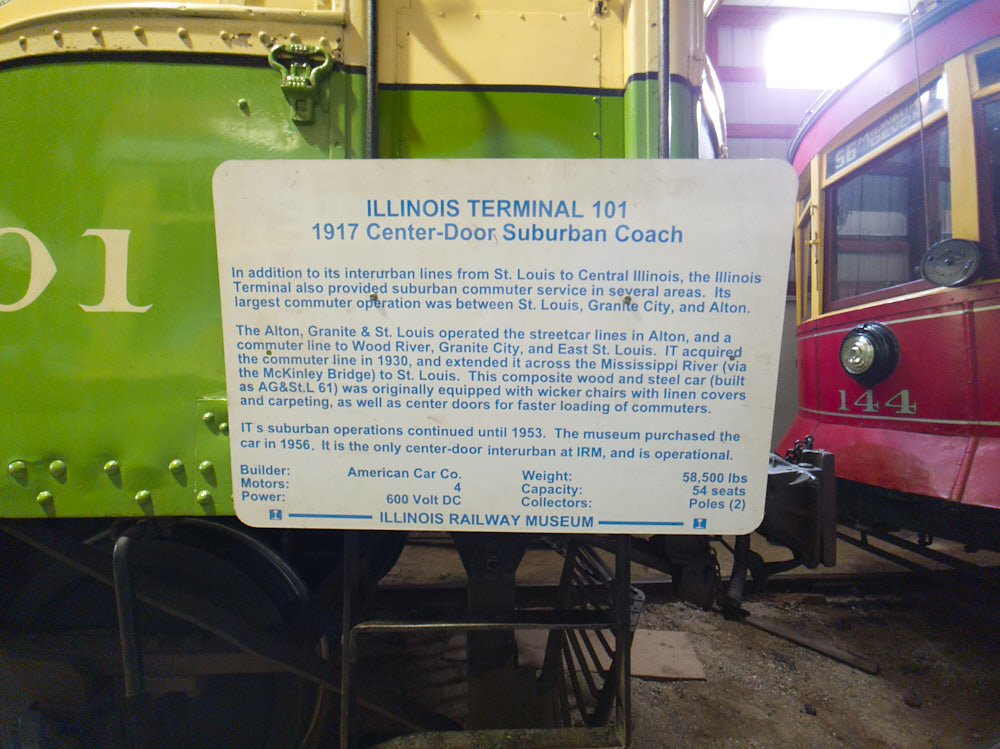 ILLINOIS TERMINAL 101
1917 Center-Door Suburban Coach
In addition to its interurban lines from St. Louis to Central Illinois, the Illinois
Terminal also provided suburban commuter service in several areas. Its
largest commuter operation was between St. Louis, Granite City, and Alton.
The Alton, Granite & St. Louis operated the streetcar lines in Alton, and a
commuter line to Wood River, Granite City, and East St. Louis. IT acquired
the commuter line in 1930, and extended it across the Mississippi River (via
the McKinley Bridge) to St. Louis. This composite wood and steel car (built
as AG&St.L 61) was originally equipped with wicker chairs with linen covers
and carpeting, as well as center doors for faster loading of commuters.
IT s suburban operations continued until 1953. The museum purchased the
car in 1956. It is the only center-door interurban at IRM, and is operational.
Builder: American Car Co. Weight: 58,500 lbs
Motors: 4 Capacity: 54 seats
Power: 600 Volt DC Collectors: Poles (2)
ILLINOIS RAILWAY MUSEUM
01
56 MILWAUKEE
DEVON
144